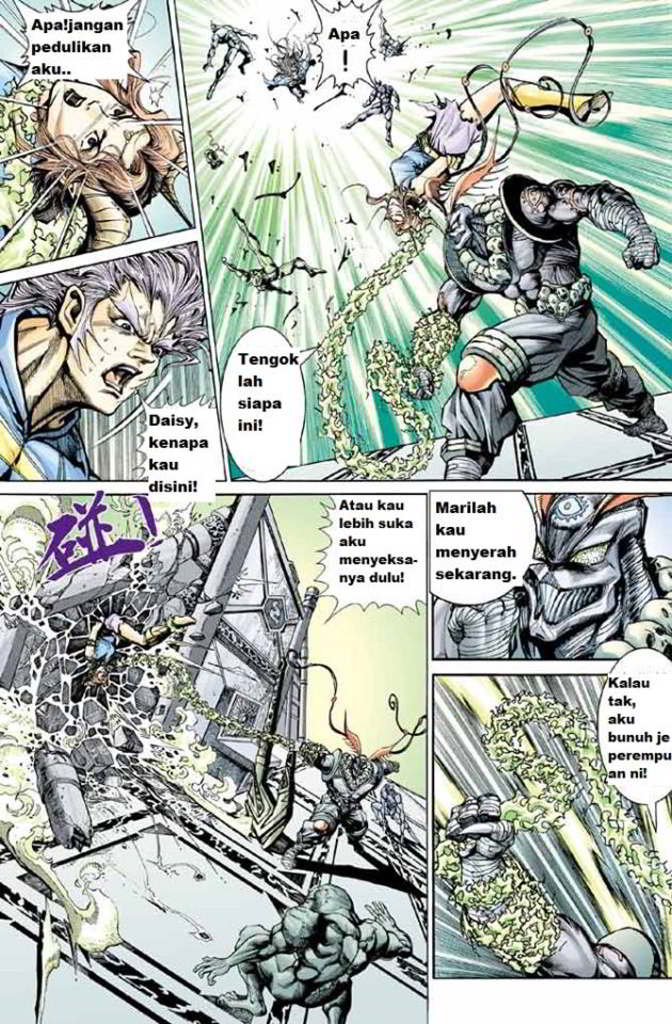 Apa!jangan
pedulikan
aku..
Apa
!
Tengok
lah
siapa
ini!
Daisy,
kenapa
kau
disini!
碰!
Atau kau
lebih suka
aku
menyeksa-
nya dulu!
Marilah
kau
menyerah
sekarang.
Kalau
tak,
aku
bunuh je
perempu
an ni!